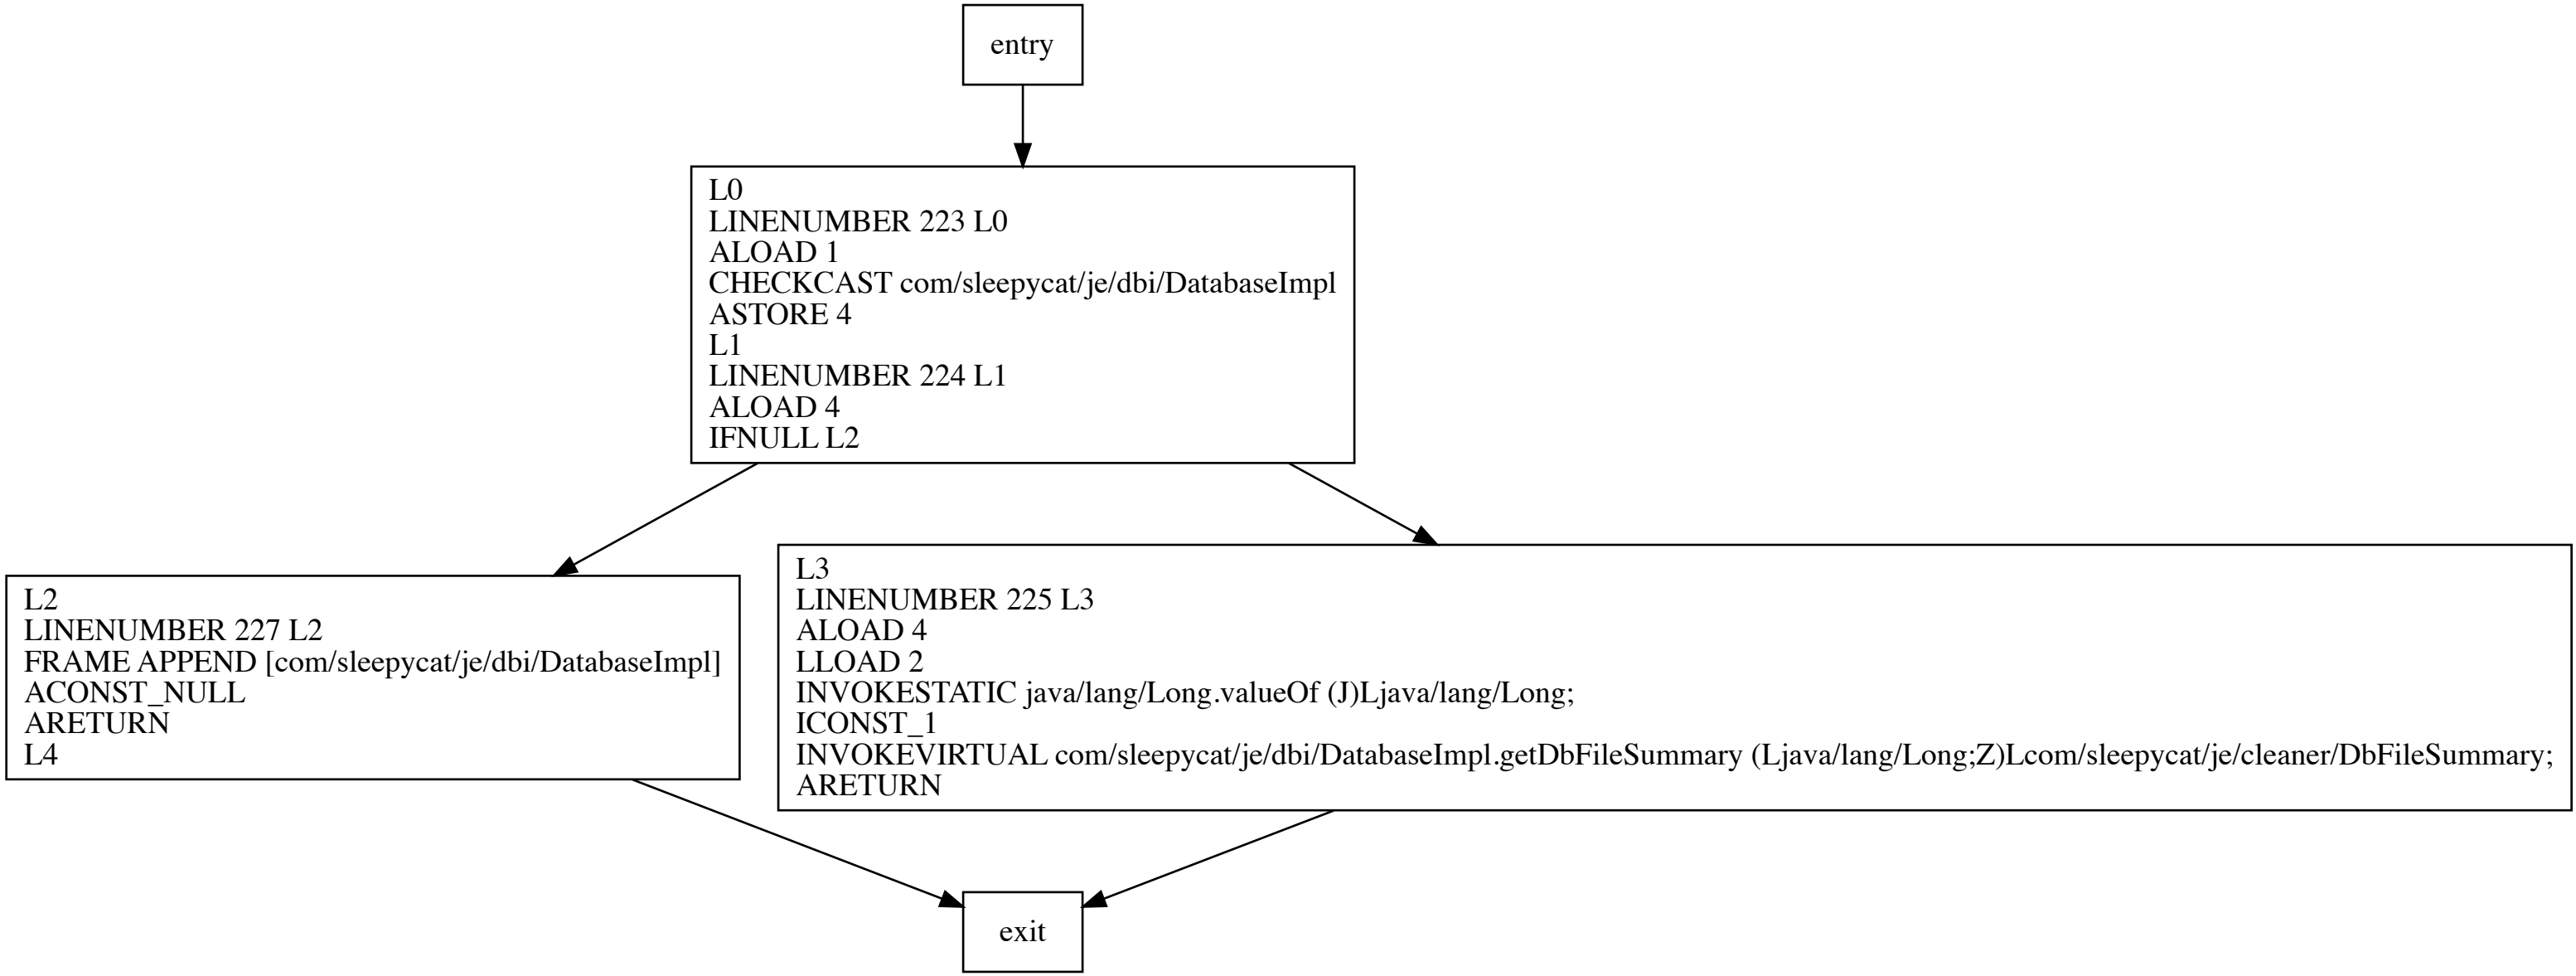 entry
L0
LINENUMBER 223 L0
ALOAD 1
CHECKCAST com/sleepycat/je/dbi/DatabaseImpl
ASTORE 4
L1
LINENUMBER 224 L1
ALOAD 4
IFNULL L2
L2
LINENUMBER 227 L2
FRAME APPEND [com/sleepycat/je/dbi/DatabaseImpl]
ACONST_NULL
ARETURN
L4
L3
LINENUMBER 225 L3
ALOAD 4
LLOAD 2
INVOKESTATIC java/lang/Long.valueOf (J)Ljava/lang/Long;
ICONST_1
INVOKEVIRTUAL com/sleepycat/je/dbi/DatabaseImpl.getDbFileSummary (Ljava/lang/Long;Z)Lcom/sleepycat/je/cleaner/DbFileSummary;
ARETURN
exit